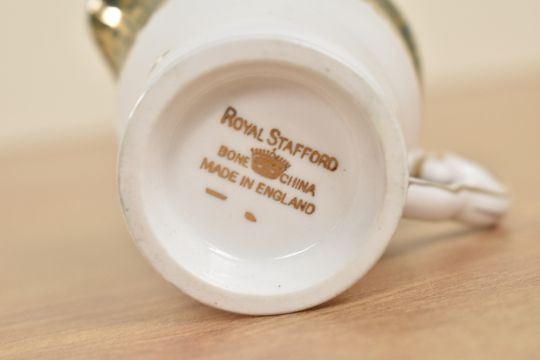 ROYAL STAFFORD
BONE CHINA
MADE IN ENGLAND